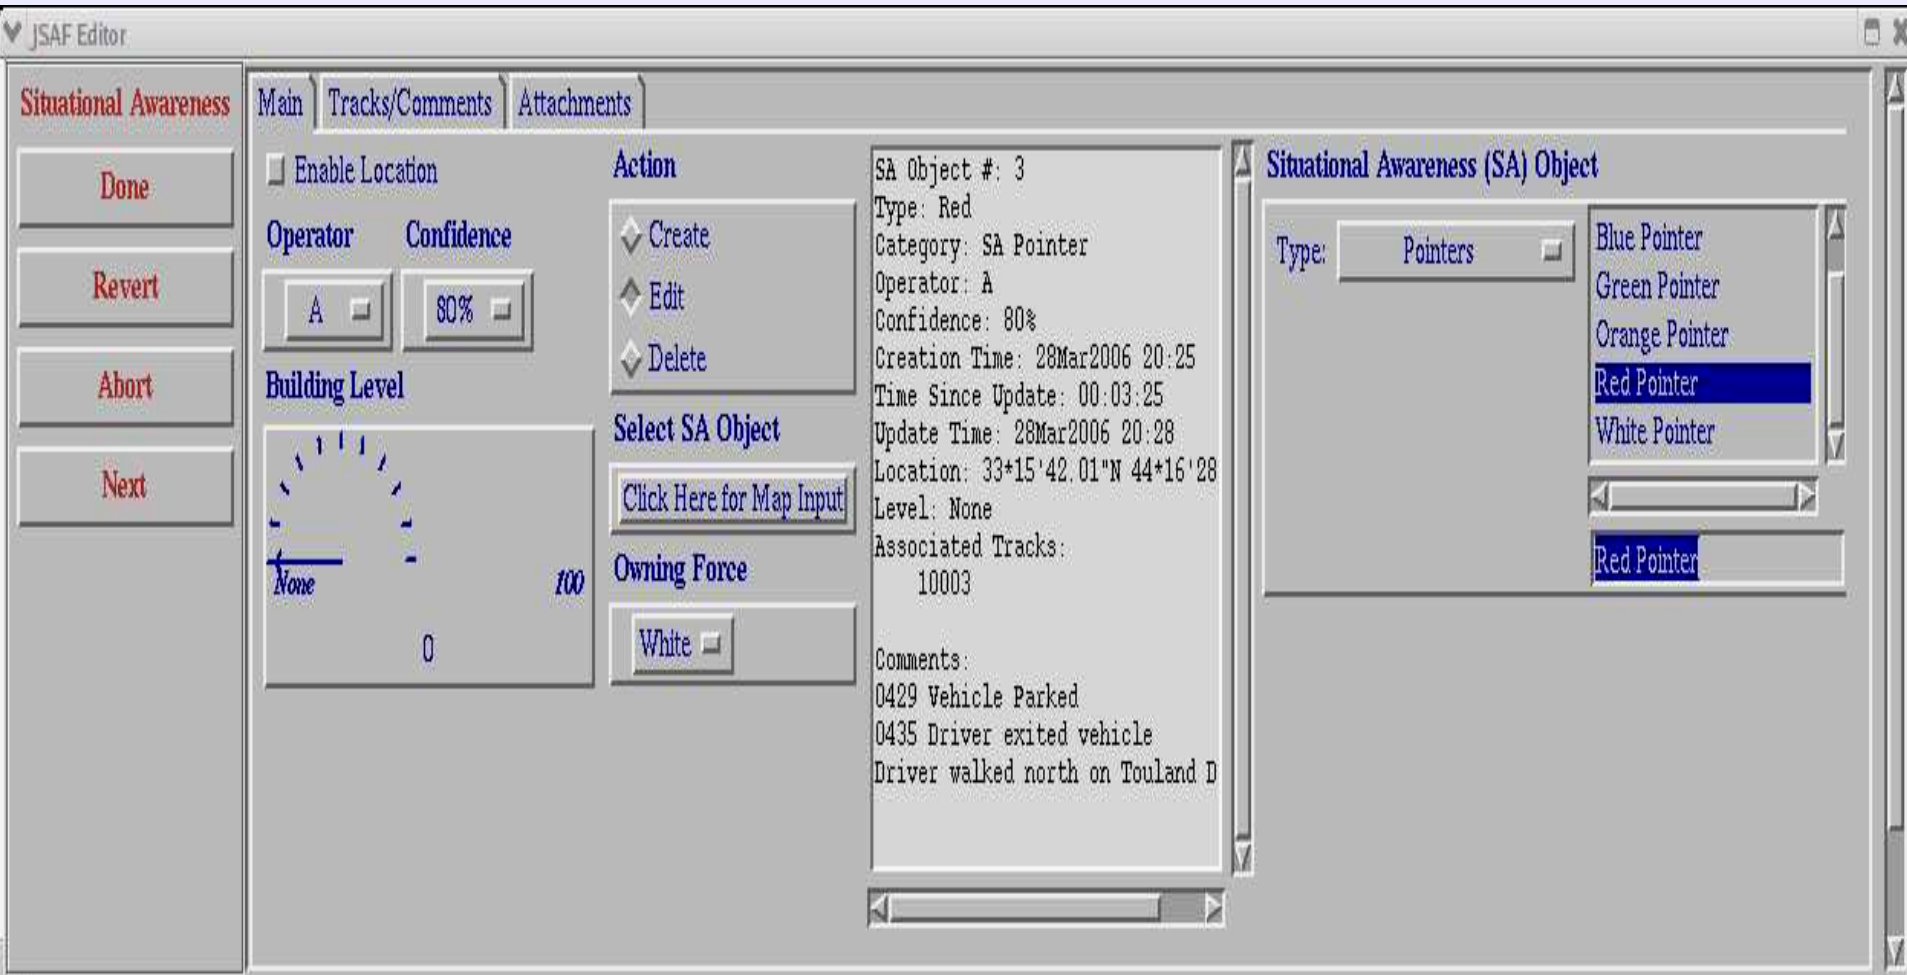 JSAF Editor
Situational Awareness
Done
Revert
Abort
Next
Main
Tracks/Comments
Attachments
Enable Location
Operator
Confidence
A
80%
Building Level
None
100
0
Action
Create
Edit
Delete
Select SA Object
Click Here for Map Input
Owning Force
White
SA Object #: 3
Type: Red
Category: SA Pointer
Operator: A
Confidence: 80%
Creation Time: 28Mar2006 20:25
Time Since Update: 00:03:25
Update Time: 28Mar2006 20:28
Location: 33*15'42.01"N 44*16'28
Level: None
Associated Tracks:
10003
Comments:
0429 Vehicle Parked
0435 Driver exited vehicle
Driver walked north on Touland D
Situational Awareness (SA) Object
Type:
Pointers
Blue Pointer
Green Pointer
Orange Pointer
Red Pointer
White Pointer
Red Pointer